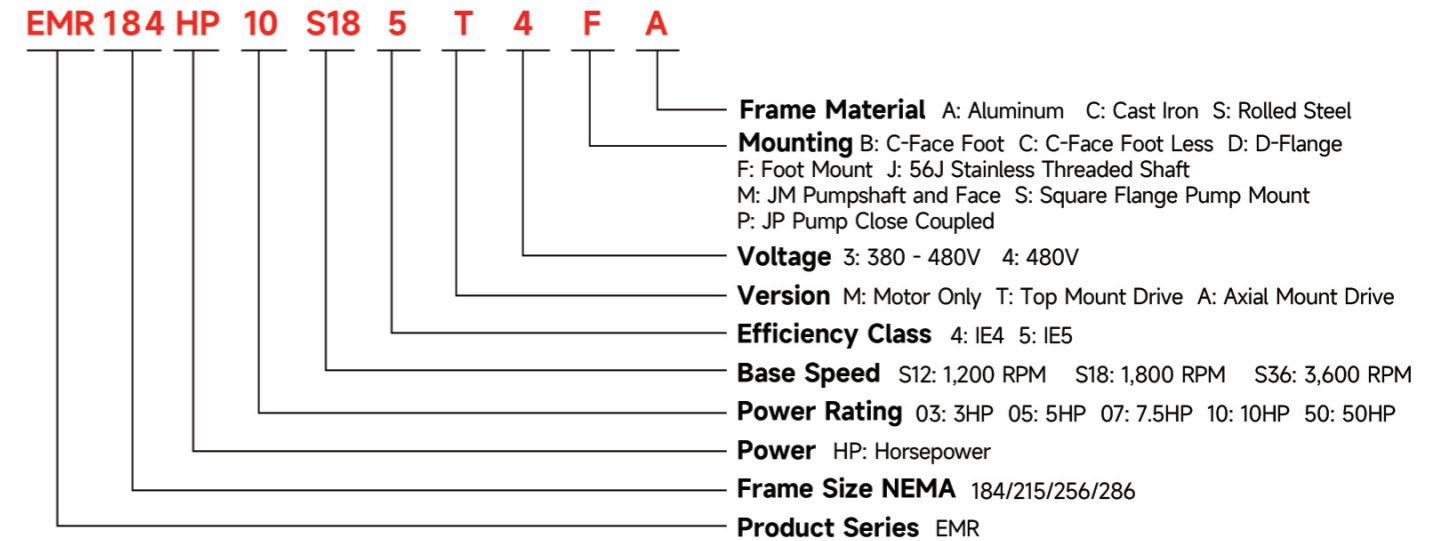 EMR 184 HP 10 S18 5 T 4 F A
Frame Material A: Aluminum C: Cast Iron S: Rolled Steel
Mounting B: C-Face Foot C: C-Face Foot Less D: D-Flange
F: Foot Mount J: 56J Stainless Threaded Shaft
M: JM Pumpshaft and Face S: Square Flange Pump Mount
P: JP Pump Close Coupled
Voltage 3: 380 - 480V 4: 480V
Version M: Motor Only T: Top Mount Drive A: Axial Mount Drive
Efficiency Class 4: IE4 5: IE5
Base Speed S12: 1,200 RPM S18: 1,800 RPM S36: 3,600 RPM
Power Rating 03: 3HP 05: 5HP 07: 7.5HP 10: 10HP 50: 50HP
Power HP: Horsepower
Frame Size NEMA 184/215/256/286
Product Series EMR